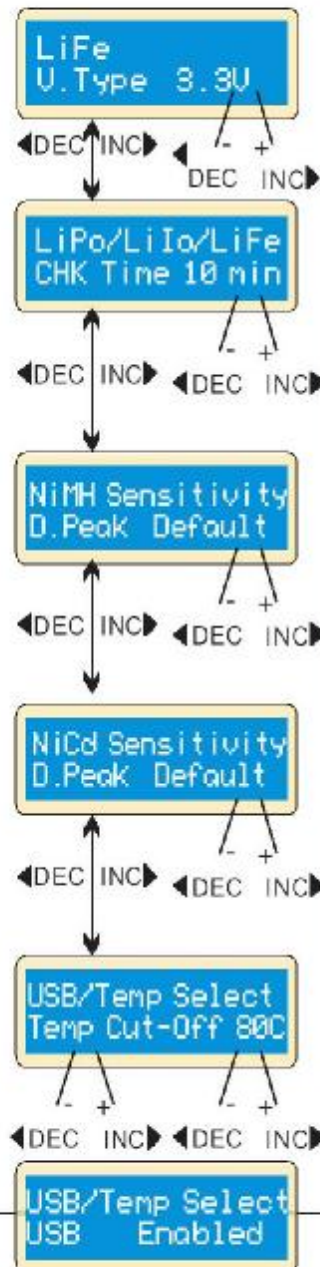 LiFe
V.Type 3.3V
DEC INC - +
DEC INC
LiPo/LiIo/LiFe
CHK Time 10 min
- +
DEC INC DEC INC
NiMH Sensitivity
D.Peak Default
- +
DEC INC DEC INC
NiCd Sensitivity
D.Peak Default
- +
DEC INC DEC INC
USB/Temp Select
Temp Cut-Off 80C
- + - +
DEC INC DEC INC
USB/Temp Select
USB Enabled